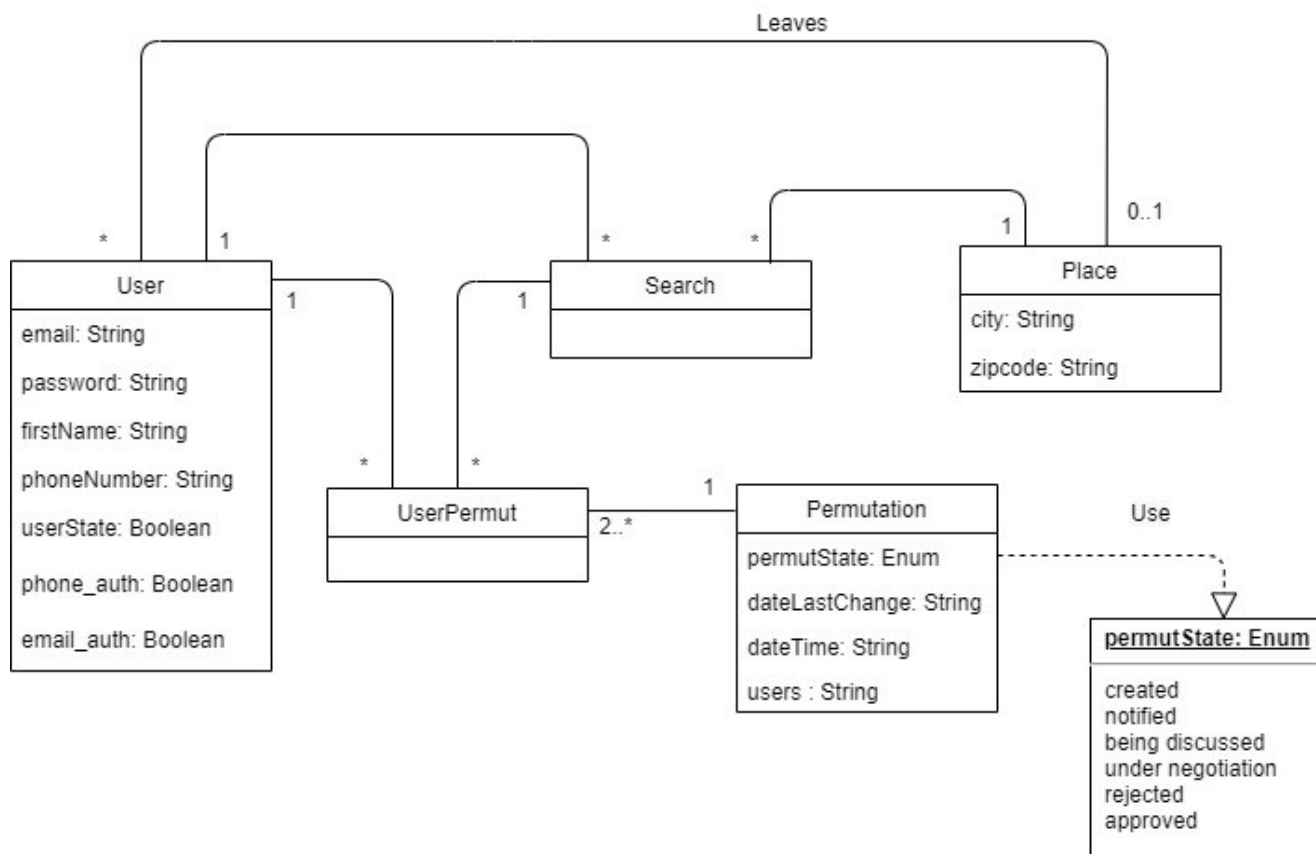 Leaves
*
1
*
*
1
0..1
User
email: String
password: String
firstName: String
phoneNumber: String
userState: Boolean
phone_auth: Boolean
email_auth: Boolean
1
1
Search
Place
city: String
zipcode: String
*
*
UserPermut
2..*
1
Permutation
permutState: Enum
dateLastChange: String
dateTime: String
users : String
Use
permutState: Enum
created
notified
being discussed
under negotiation
rejected
approved